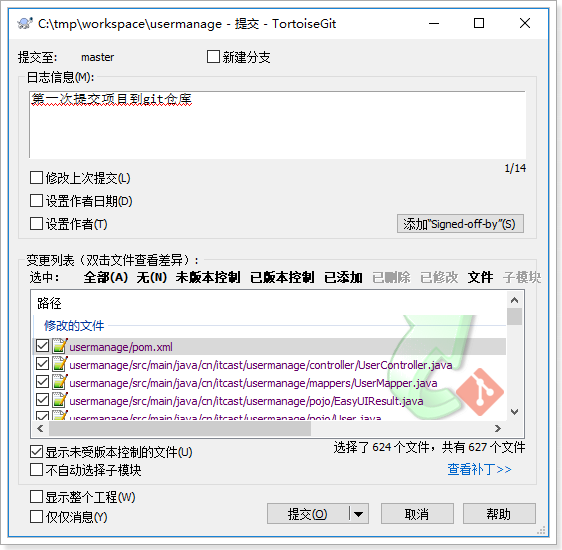 C:\tmp\workspace\usermanage - 提交 - TortoiseGit
提交至: master 新建分支
日志信息(M):
第一次提交项目到git仓库
1/14
修改上次提交(L)
设置作者日期(D)
设置作者(T)
添加"Signed-off-by"(S)
变更列表（双击文件查看差异）:
选中: 全部(A) 无(N) 未版本控制 已版本控制 已添加 已删除 已修改 文件 子模块
路径
修改的文件
usermanage/pom.xml
usermanage/src/main/java/cn/itcast/usermanage/controller/UserController.java
usermanage/src/main/java/cn/itcast/usermanage/mappers/UserMapper.java
usermanage/src/main/java/cn/itcast/usermanage/pojo/EasyUIResult.java
usermanage/src/main/java/cn/itcast/usermanage/pojo/User.java
显示未受版本控制的文件(U)
选择了 624 个文件，共有 627 个文件
不自动选择子模块
查看补丁>>
显示整个工程(W)
仅仅消息(Y)
提交(O) 取消 帮助